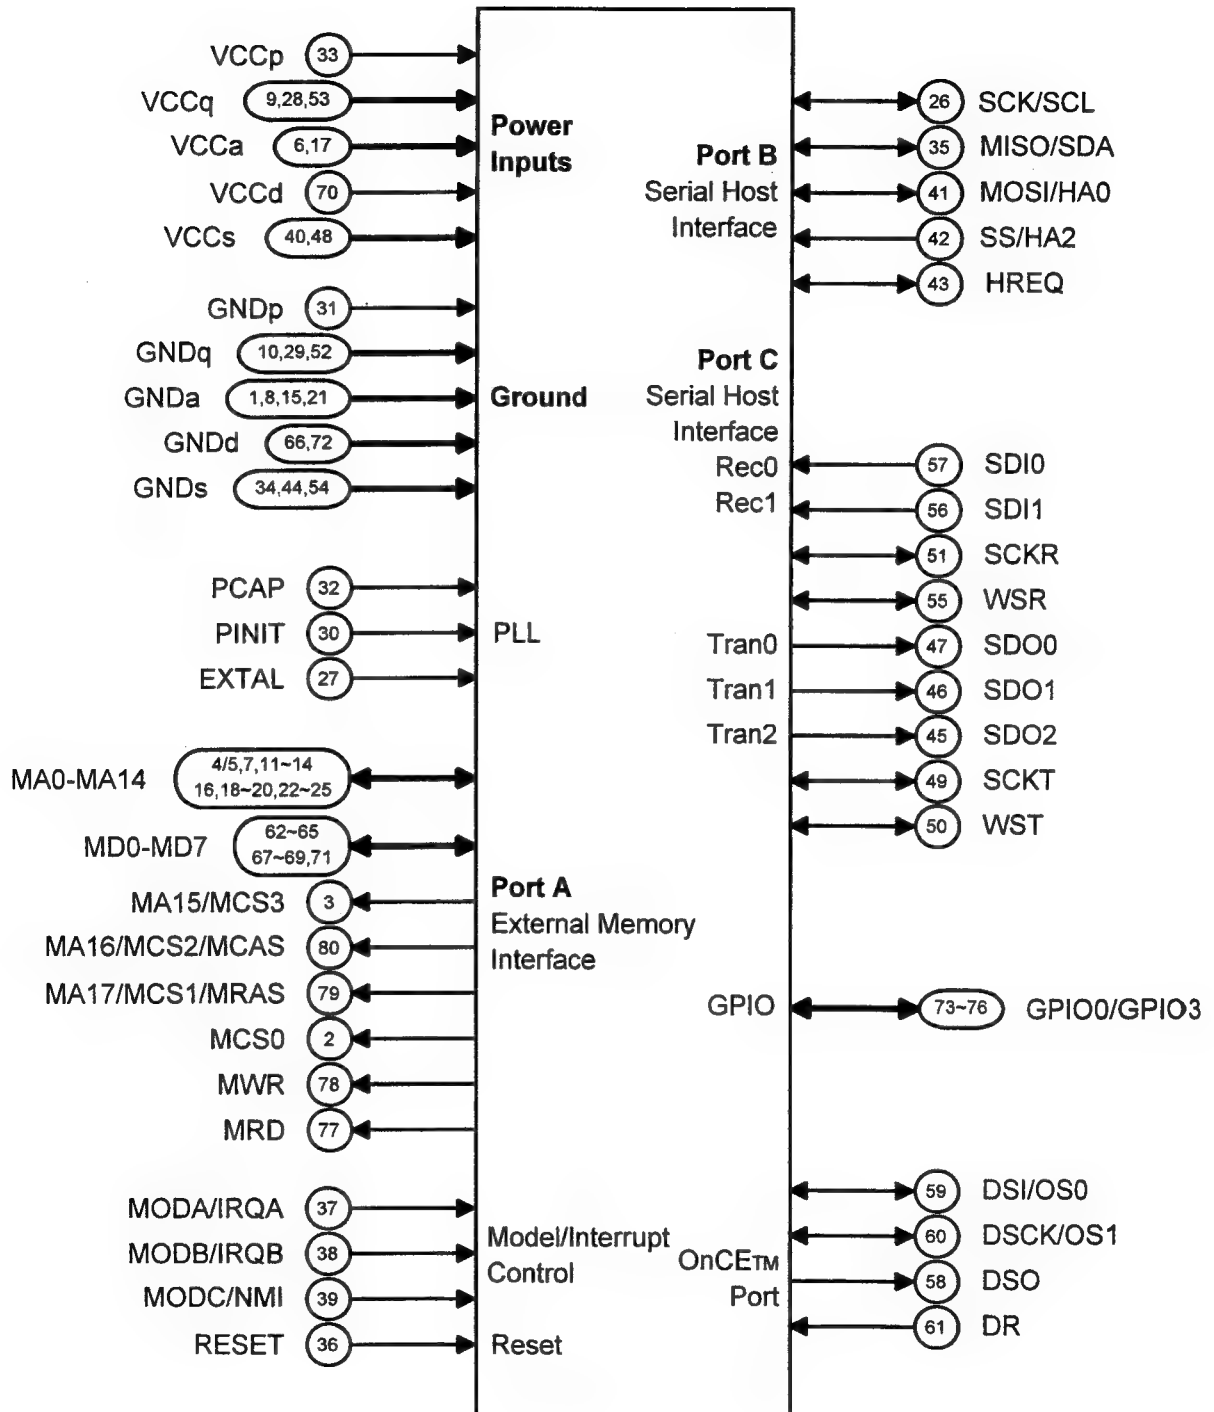 VCCp 33
VCCq 9,28,53
VCCa 6,17
VCCd 70
VCCs 40,48
Power
Inputs
GNDp 31
GNDq 10,29,52
GNDa 1,8,15,21
GNDd 66,72
GNDs 34,44,54
Ground
PCAP 32
PINIT 30
EXTAL 27
PLL
MA0-MA14 4/5,7,11~14
16,18~20,22~25
MD0-MD7 62~65
67~69,71
MA15/MCS3 3
MA16/MCS2/MCAS 80
MA17/MCS1/MRAS 79
MCS0 2
MWR 78
MRD 77
Port A
External Memory
Interface
MODA/IRQA 37
MODB/IRQB 38
MODC/NMI 39
RESET 36
Model/Interrupt
Control
Reset
Port B
Serial Host
Interface
26 SCK/SCL
35 MISO/SDA
41 MOSI/HA0
42 SS/HA2
43 HREQ
Port C
Serial Host
Interface
Rec0 57 SDI0
Rec1 56 SDI1
51 SCKR
55 WSR
Tran0 47 SDO0
Tran1 46 SDO1
Tran2 45 SDO2
49 SCKT
50 WST
GPIO 73~76 GPIO0/GPIO3
OnCETM
Port
59 DSI/OS0
60 DSCK/OS1
58 DSO
61 DR